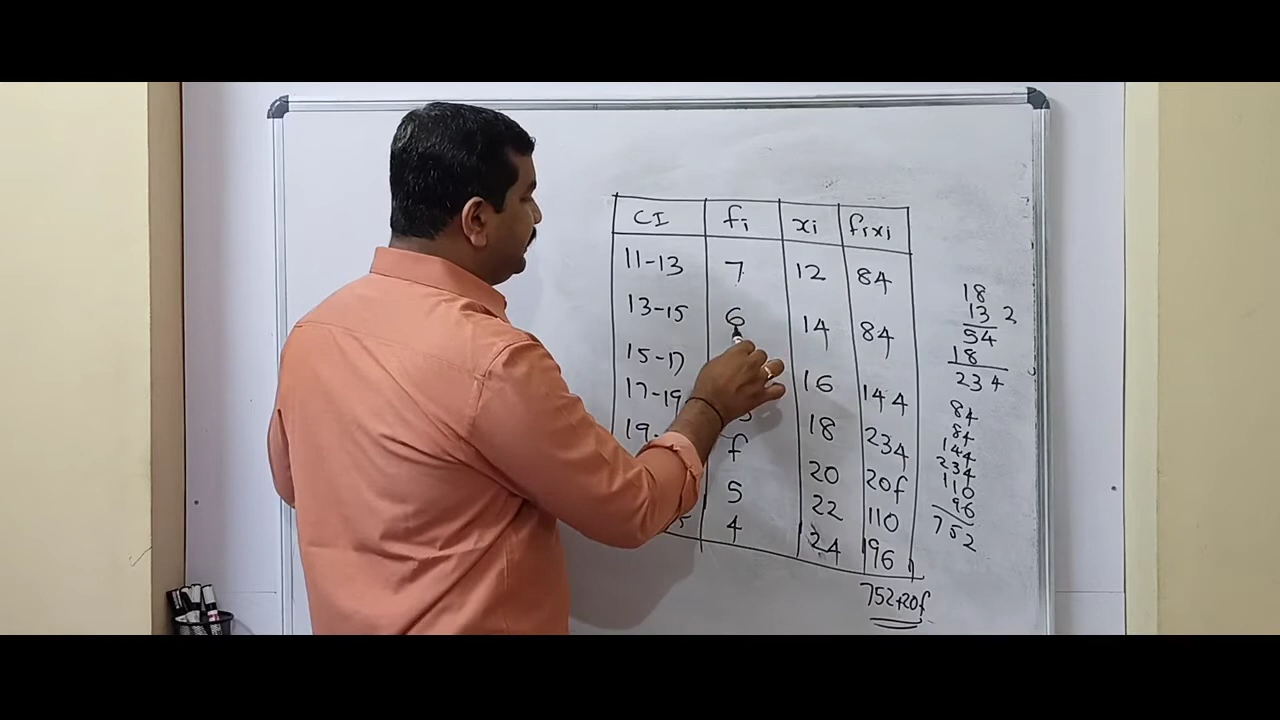 CI fi xi fixi
11-13 7 12 84
13-15 6 14 84
15-17 16 144
17-19 18 234
19- f 20 20f
5 22 110
4 24 96
752+20f
18
13 2
54
18
234
84
84
144
234
110
96
752